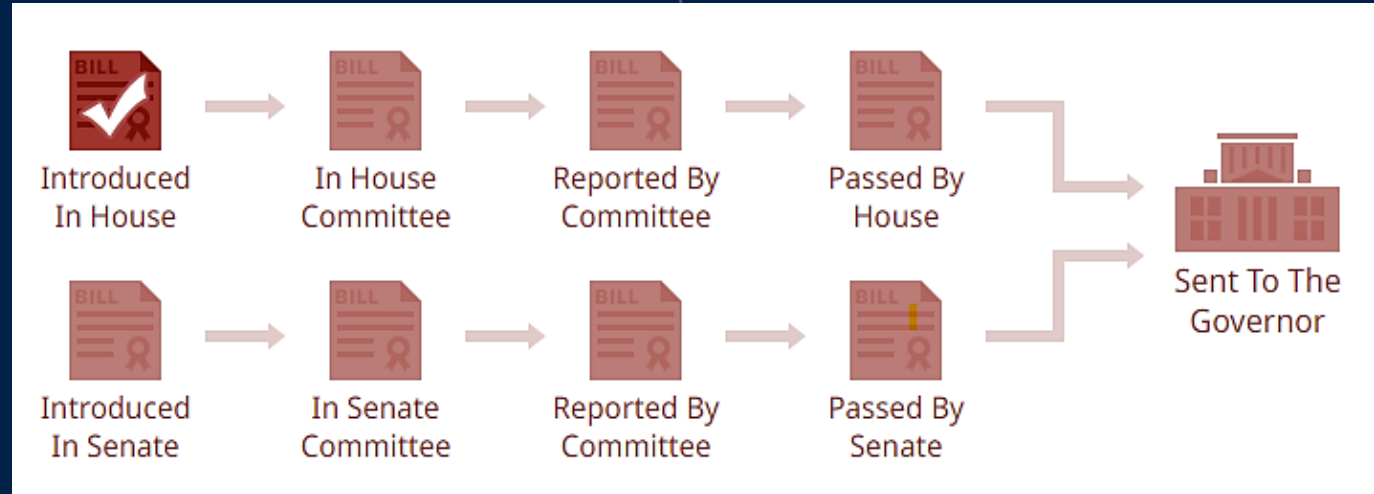 BILL
BILL
BILL
BILL
Introduced
In House
In House
Committee
Reported By
Committee
Passed By
House
Sent To The
Governor
BILL
BILL
BILL
BILL
Introduced
In Senate
In Senate
Committee
Reported By
Committee
Passed By
Senate